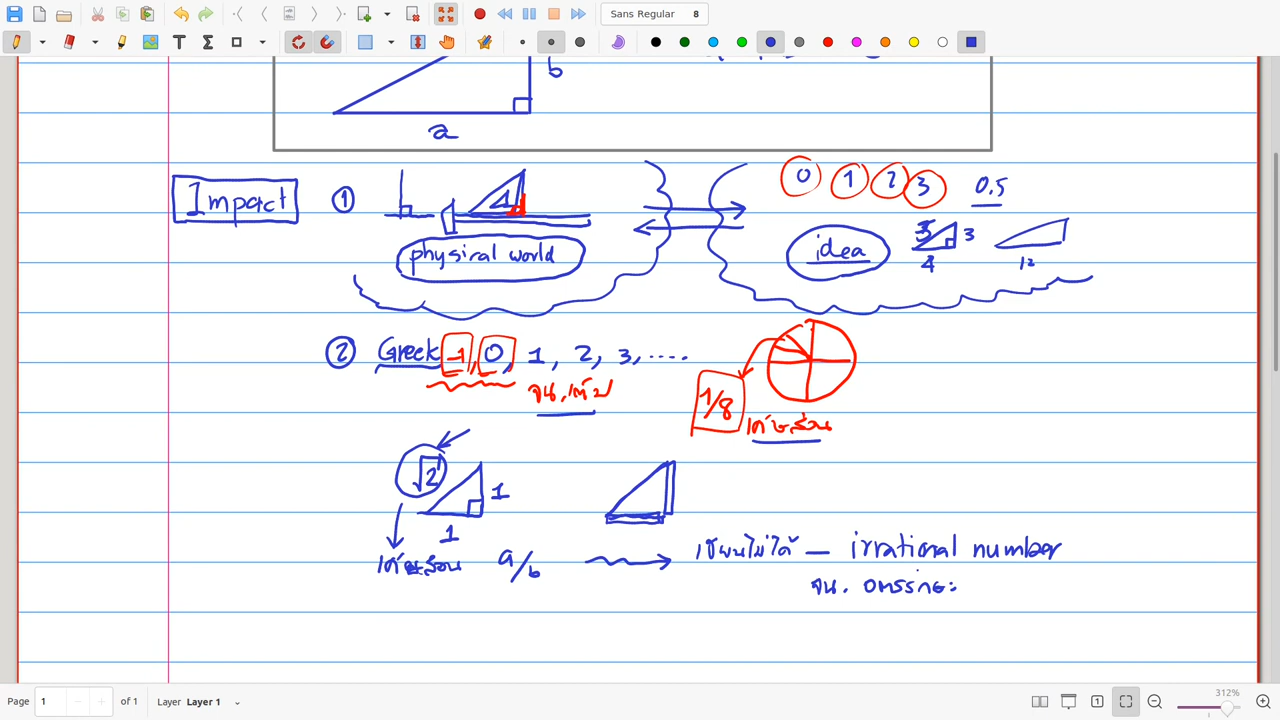 Sans Regular 8
b
a
Impact ① 0 1 2 3 0.5
physical world idea 3 3
4 12
② Greek -1, 0, 1, 2, 3, ....
จน.เต็ม 1/8 เศษส่วน
√2 1
1
เศษส่วน a/b เขียนไม่ได้ — irrational number
จน. อตรรกยะ
Page 1 of 1 Layer Layer 1 312%